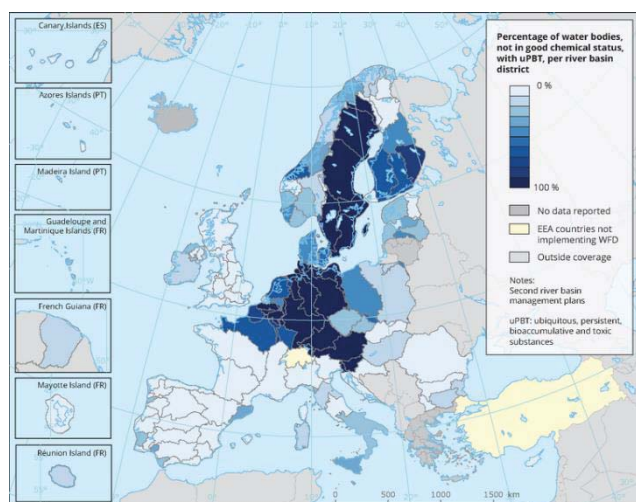 Canary Islands (ES)
Azores Islands (PT)
Madeira Island (PT)
Guadeloupe and
Martinique Islands (FR)
French Guiana (FR)
Mayotte Island (FR)
Réunion Island (FR)
Percentage of water bodies,
not in good chemical status,
with uPBT, per river basin
district
0 %
100 %
No data reported
EEA countries not
implementing WFD
Outside coverage
Notes:
Second river basin
management plans
uPBT: ubiquitous, persistent,
bioaccumulative and toxic
substances
0 500 1000 1500 km